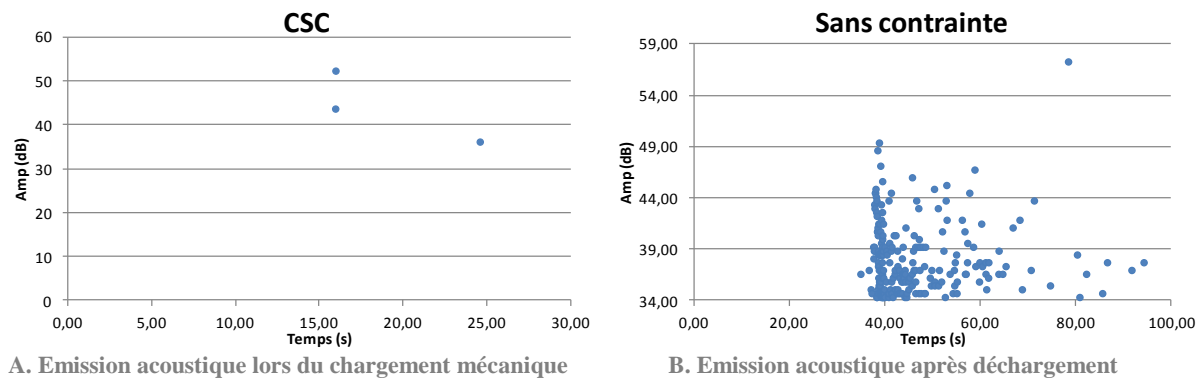 CSC
60
50
40
30
20
10
0
Amp (dB)
0,00 5,00 10,00 15,00 20,00 25,00 30,00
Temps (s)
A. Emission acoustique lors du chargement mécanique
Sans contrainte
59,00
54,00
49,00
44,00
39,00
34,00
Amp (dB)
0,00 20,00 40,00 60,00 80,00 100,00
Temps (s)
B. Emission acoustique après déchargement